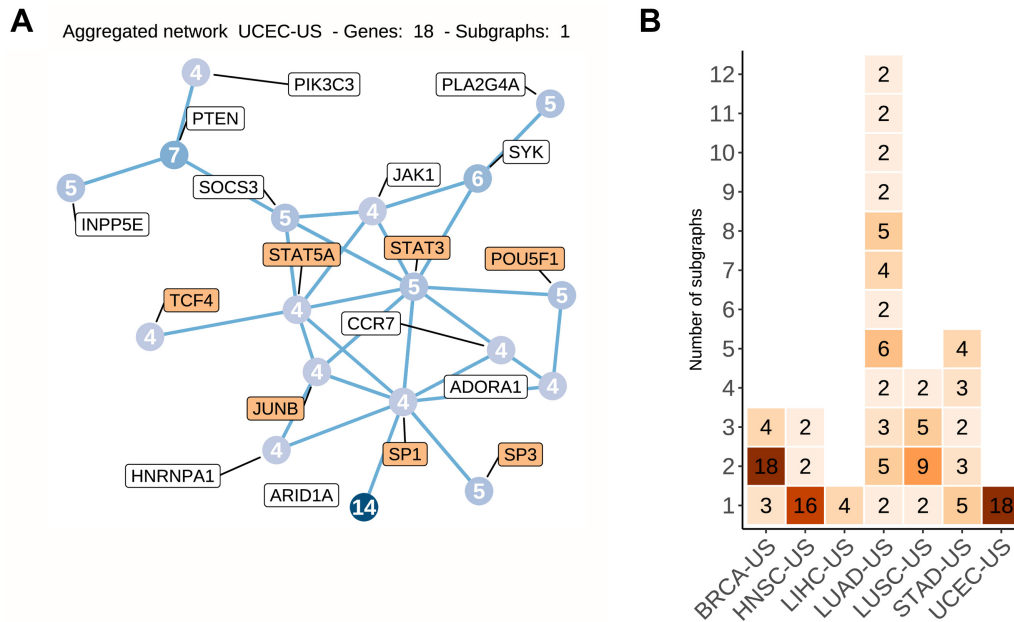 A
Aggregated network UCEC-US - Genes: 18 - Subgraphs: 1
4
PIK3C3
PLA2G4A
5
PTEN
7
SYK
6
JAK1
SOCS3
5
INPP5E
5
4
STAT5A
STAT3
POU5F1
5
5
TCF4
4
4
CCR7
4
4
ADORA1
4
JUNB
4
SP1
SP3
4
HNRNPA1
ARID1A
14
5
B
Number of subgraphs
12 2
11 2
10 2
9 2
8 5
7 4
6 2
5 6 4
4 2 2 3
3 4 2 3 5 2
2 18 2 5 9 3
1 3 16 4 2 2 5 18
BRCA-US
HNSC-US
LIHC-US
LUAD-US
LUSC-US
STAD-US
UCEC-US